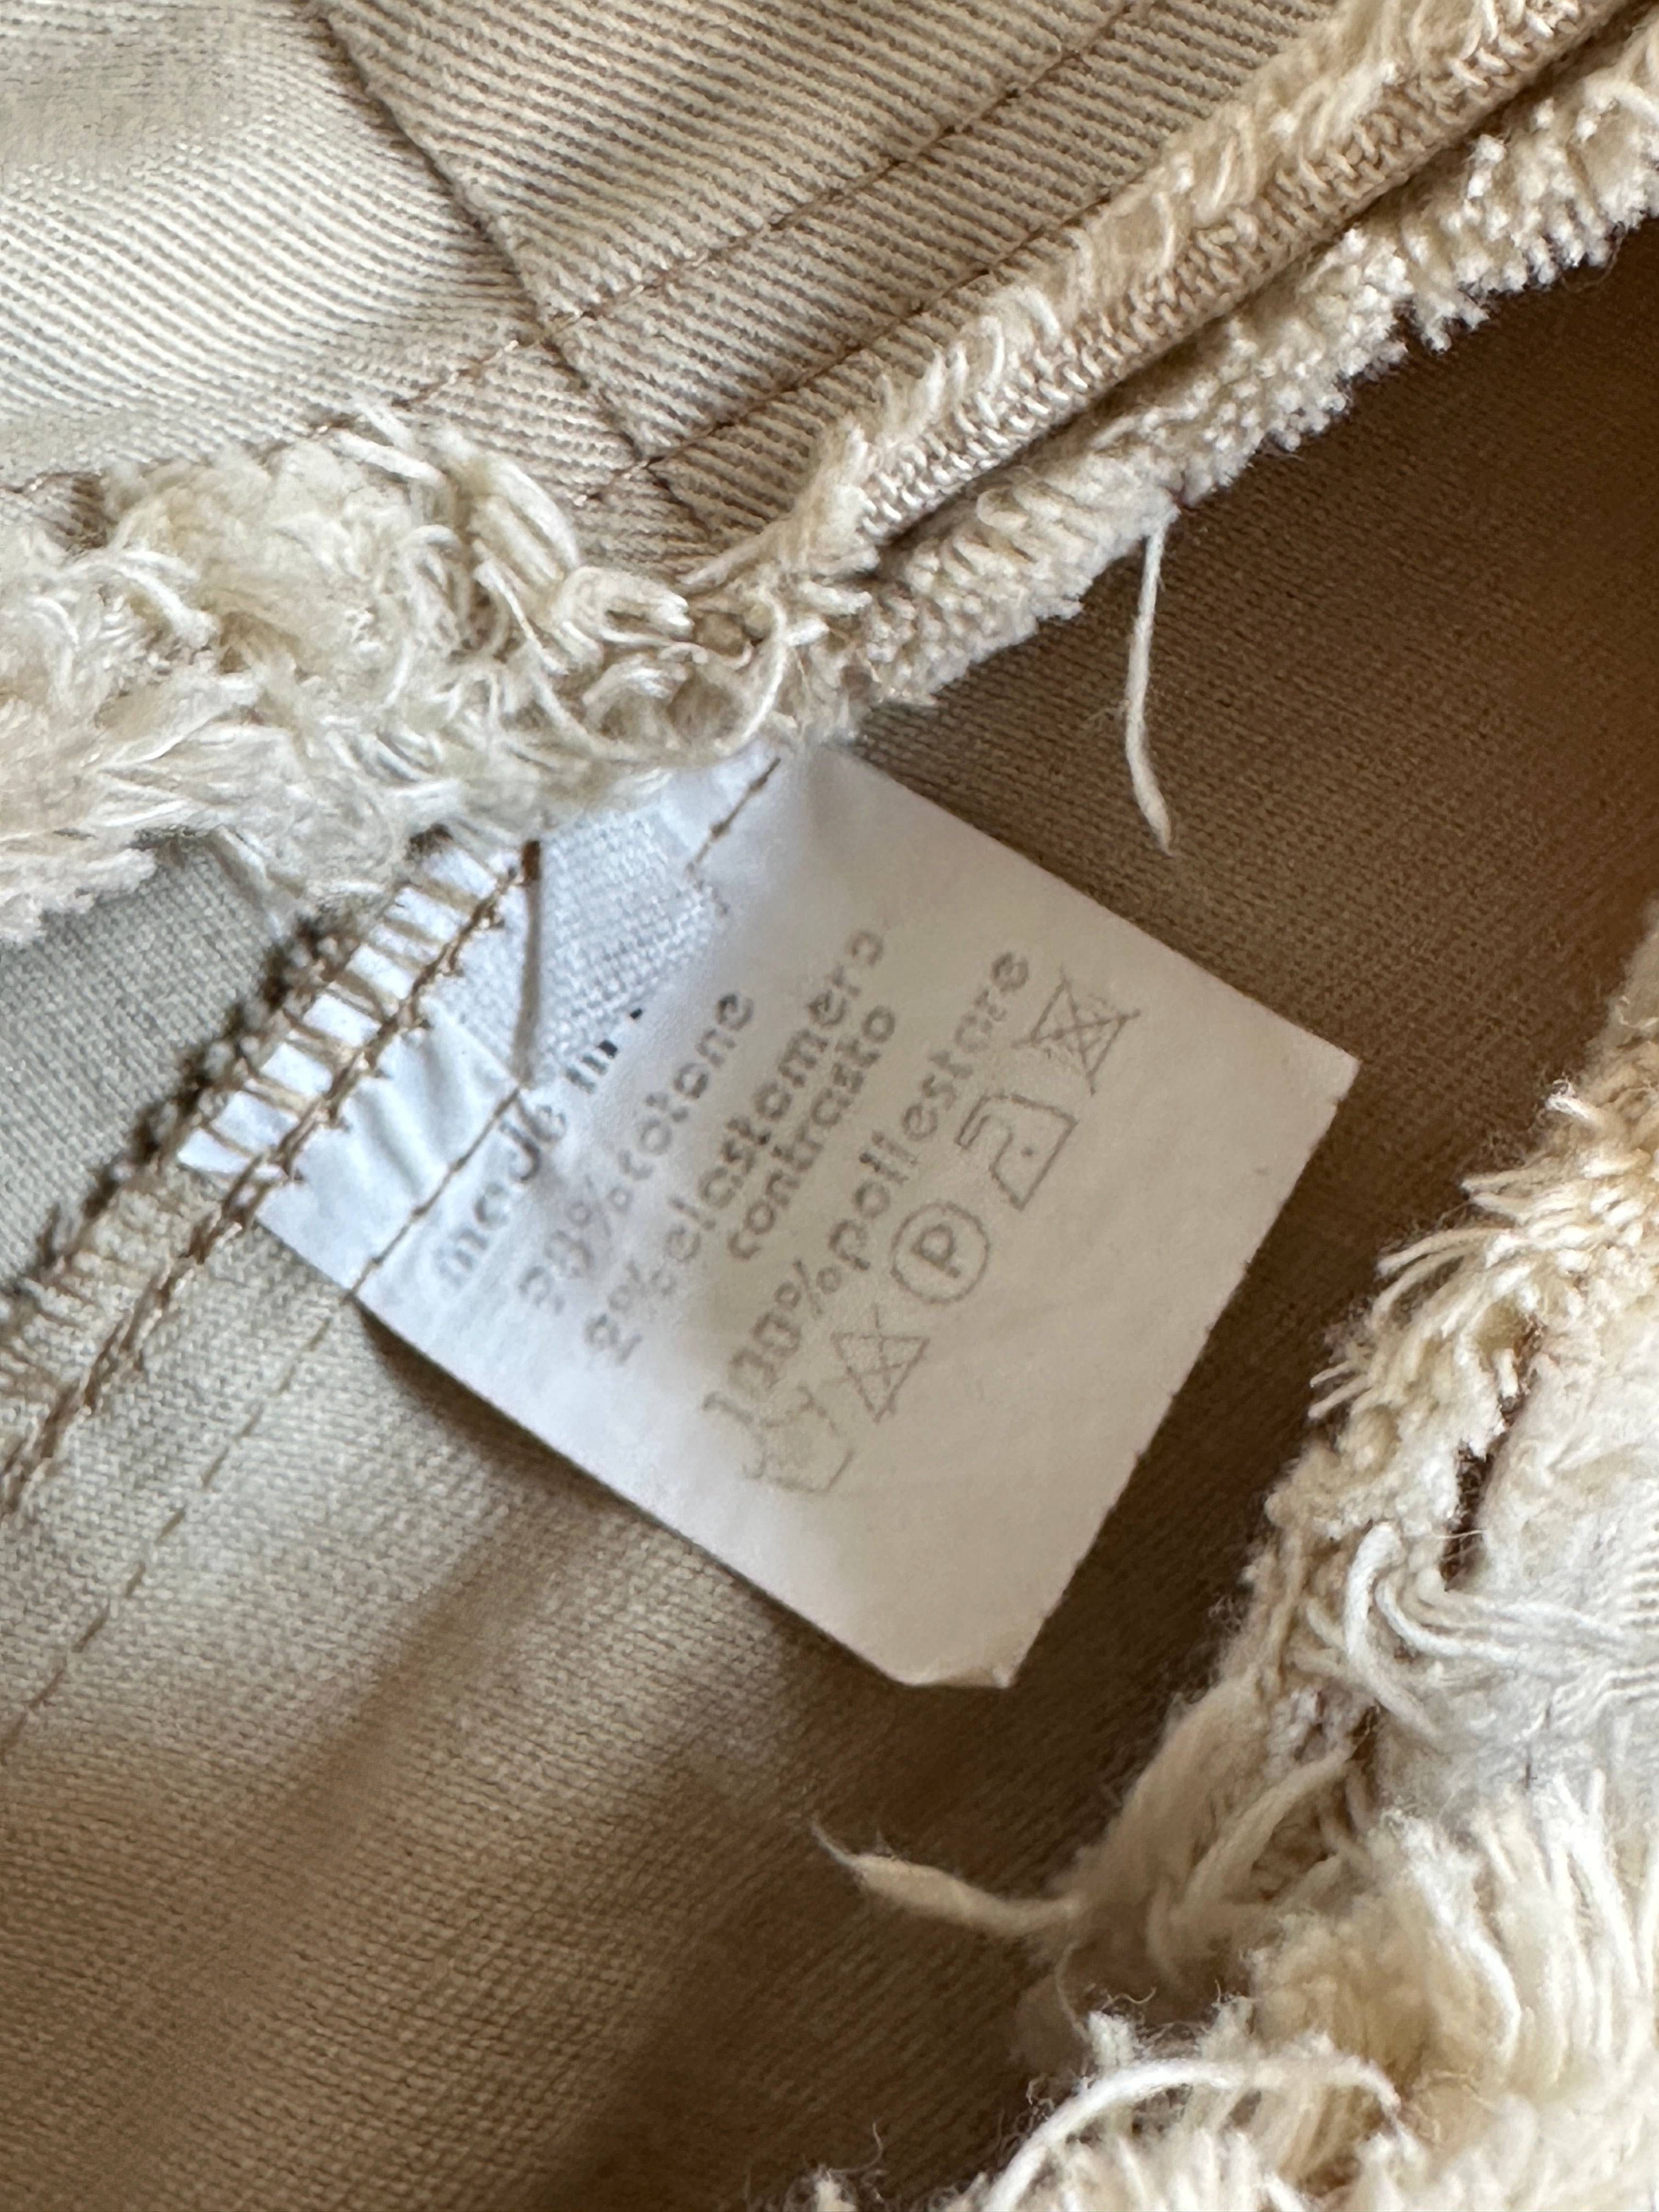 made in
98% cotone
2% elastomero
contrasto
100% poliestere
P